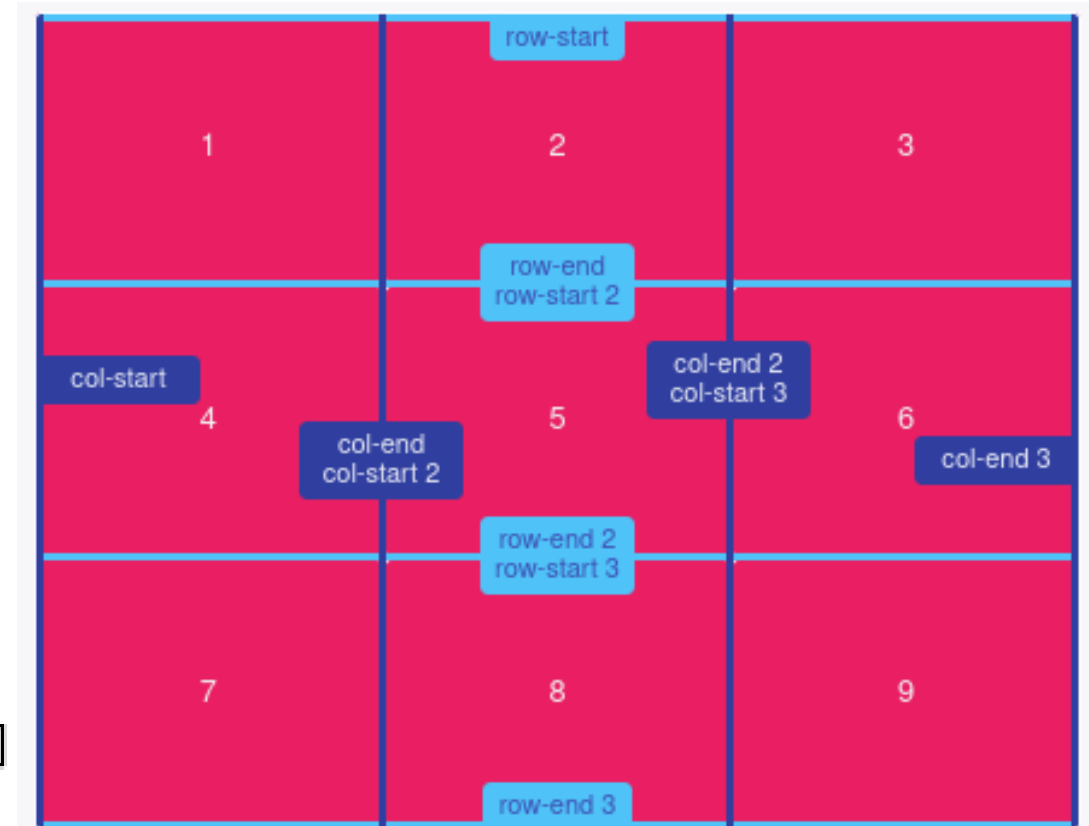 row-start
1
2
3
row-end
row-start 2
col-start
col-end 2
col-start 3
4
5
6
col-end
col-start 2
col-end 3
row-end 2
row-start 3
7
8
9
]
row-end 3